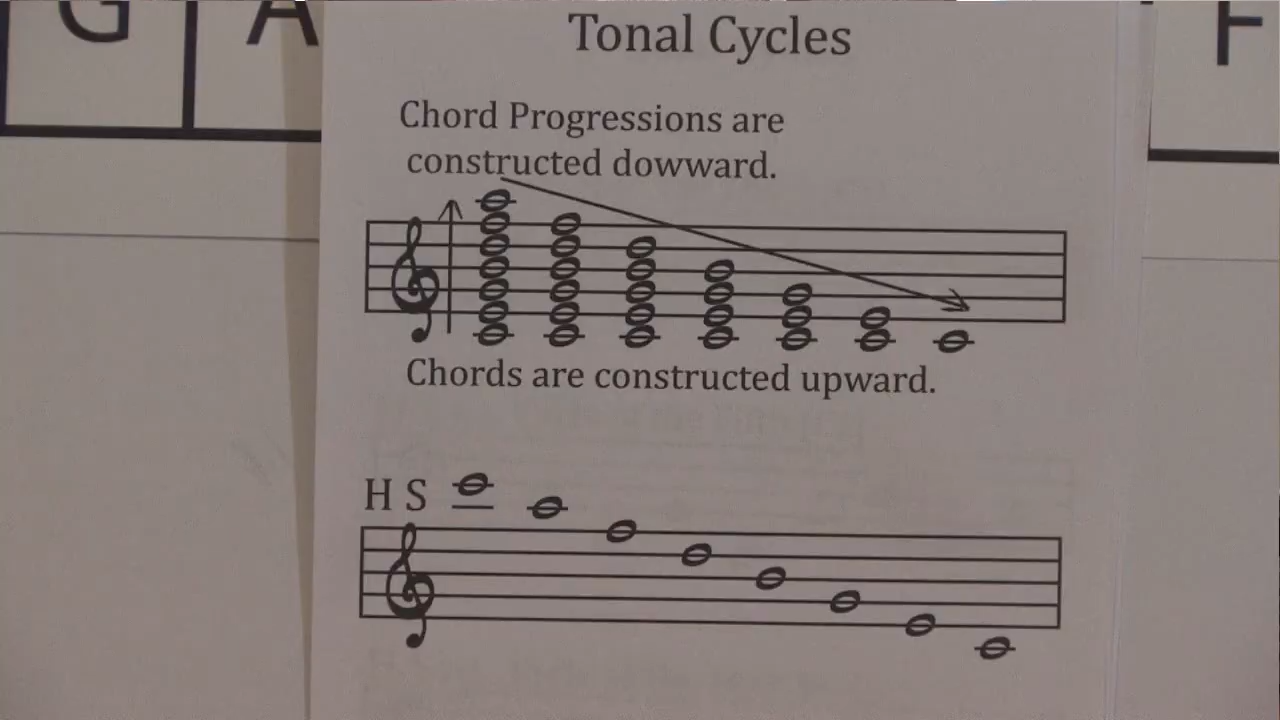 G A F
Tonal Cycles
Chord Progressions are
constructed dowward.
Chords are constructed upward.
H S